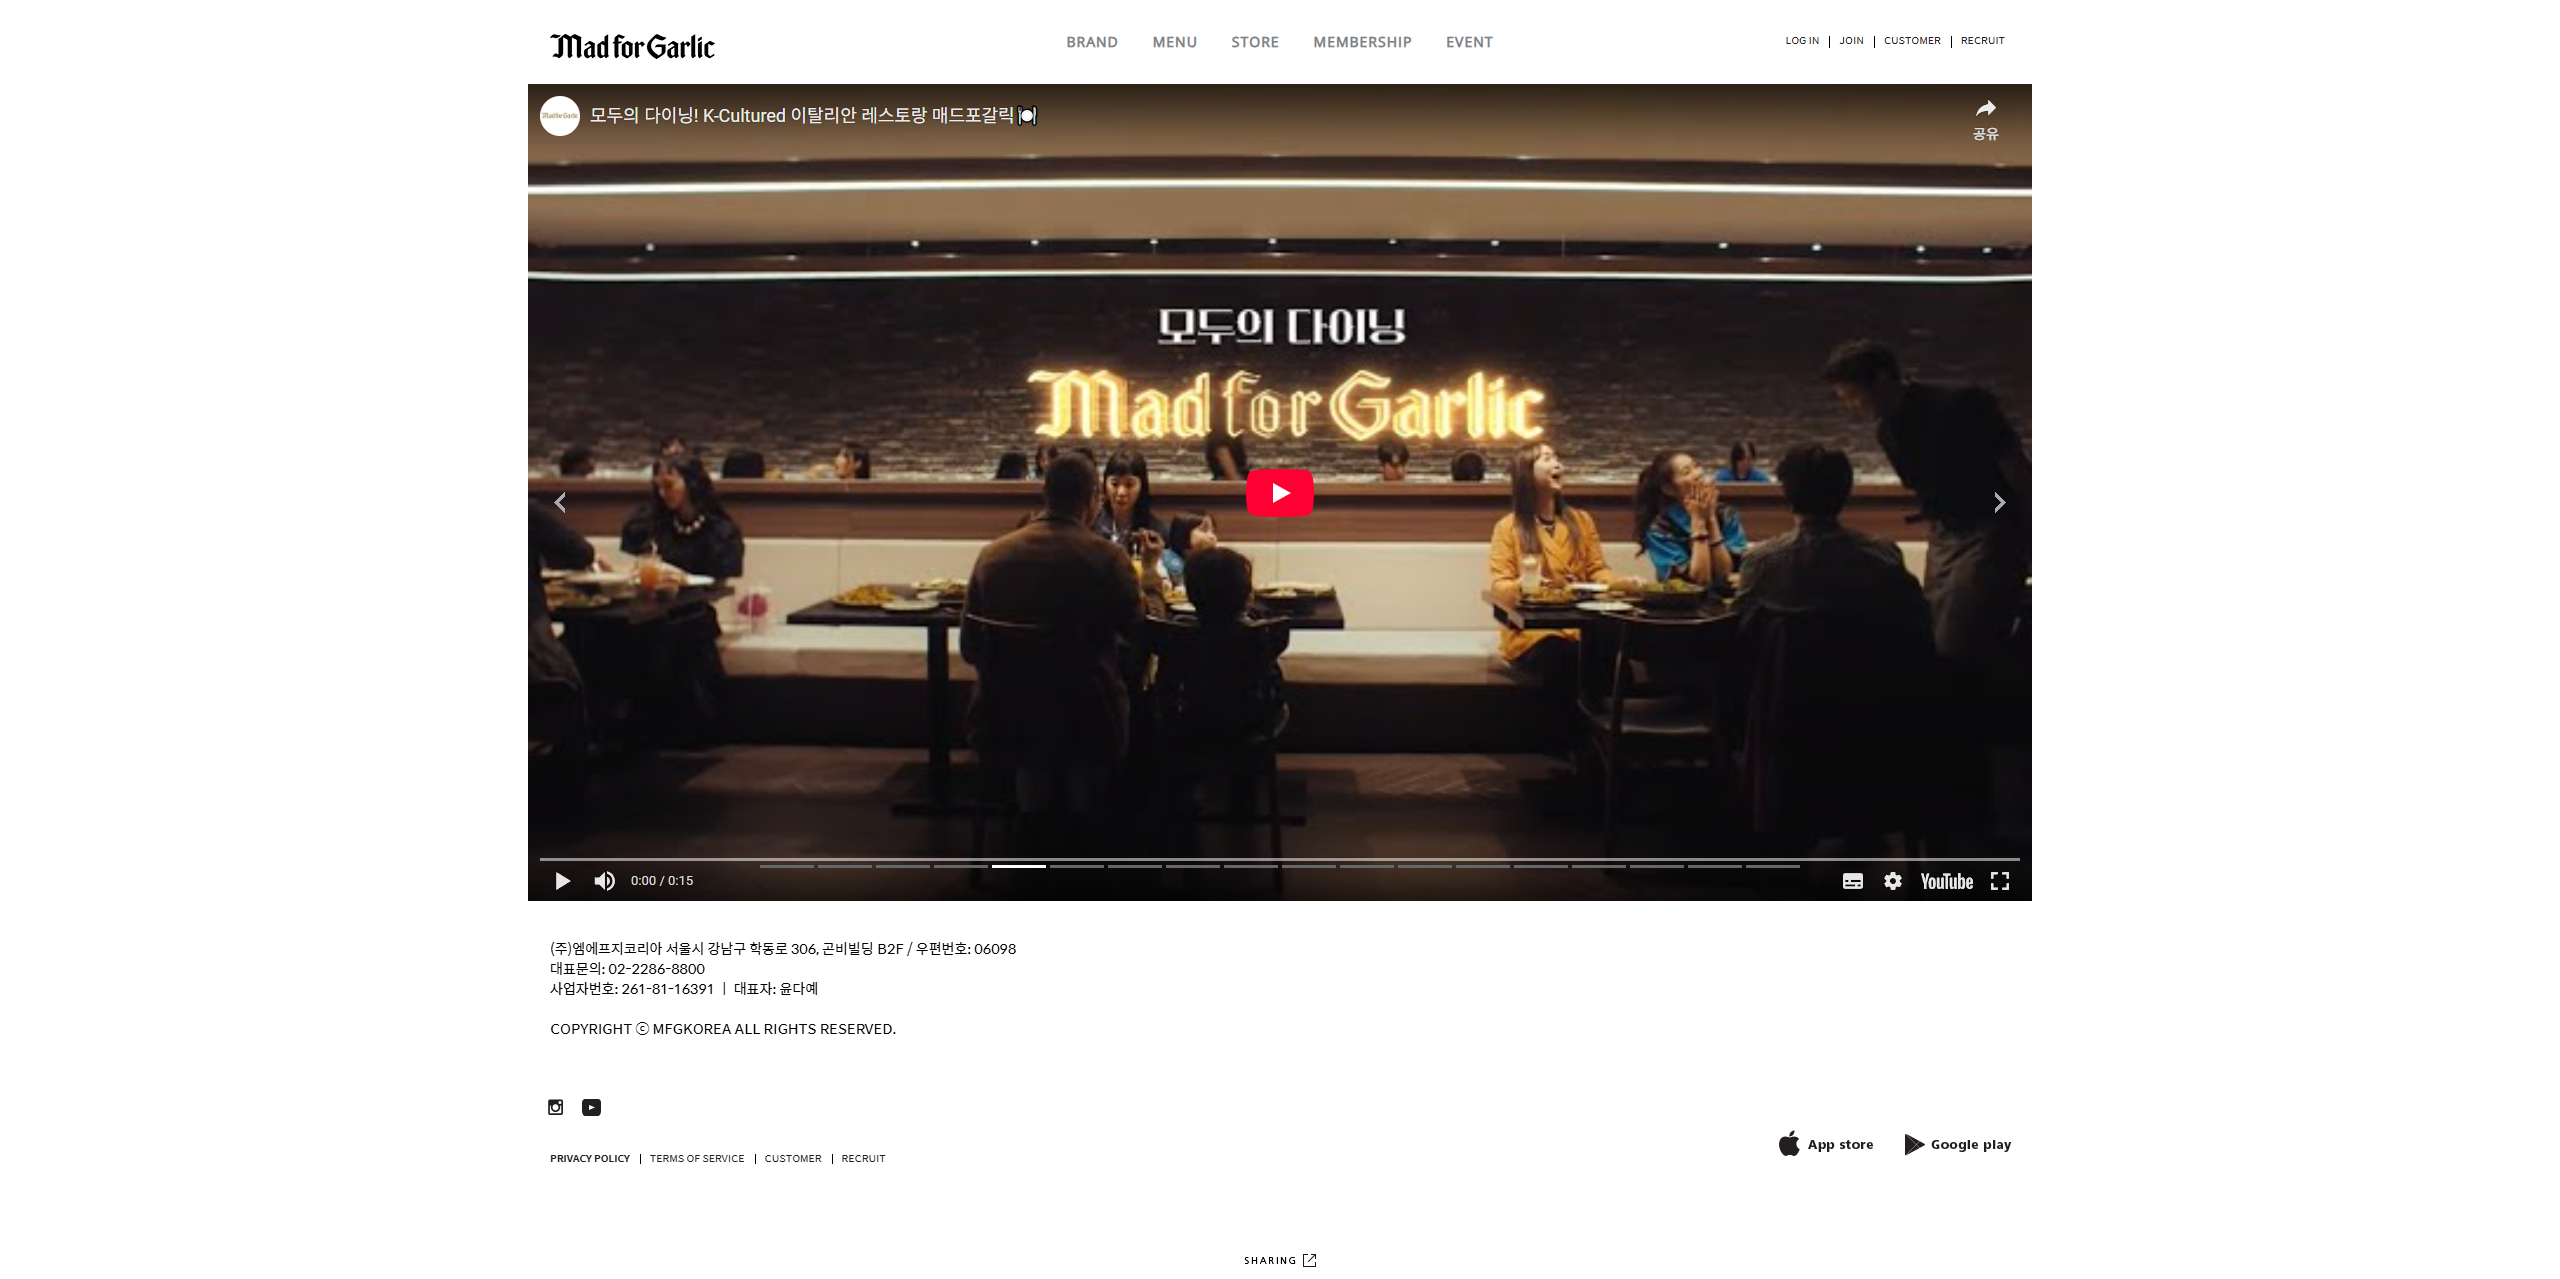 Mad for Garlic
BRAND MENU STORE MEMBERSHIP EVENT
LOG IN | JOIN | CUSTOMER | RECRUIT
Mad for Garlic
모두의 다이닝! K-Cultured 이탈리안 레스토랑 매드포갈릭🍽️
공유
모두의 다이닝
Mad for Garlic
0:00 / 0:15
YouTube
(주)엠에프지코리아 서울시 강남구 학동로 306, 곤비빌딩 B2F / 우편번호: 06098
대표문의: 02-2286-8800
사업자번호: 261-81-16391 | 대표자: 윤다예
COPYRIGHT ⓒ MFGKOREA ALL RIGHTS RESERVED.
PRIVACY POLICY | TERMS OF SERVICE | CUSTOMER | RECRUIT
App store
Google play
SHARING